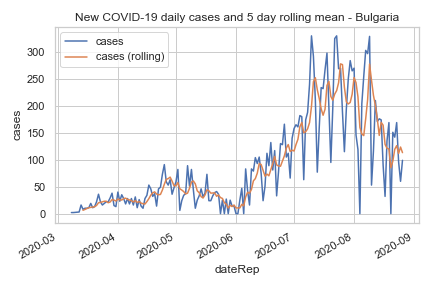 New COVID-19 daily cases and 5 day rolling mean - Bulgaria
cases
cases (rolling)
300
250
200
150
100
50
0
cases
2020-03
2020-04
2020-05
2020-06
2020-07
2020-08
2020-09
dateRep